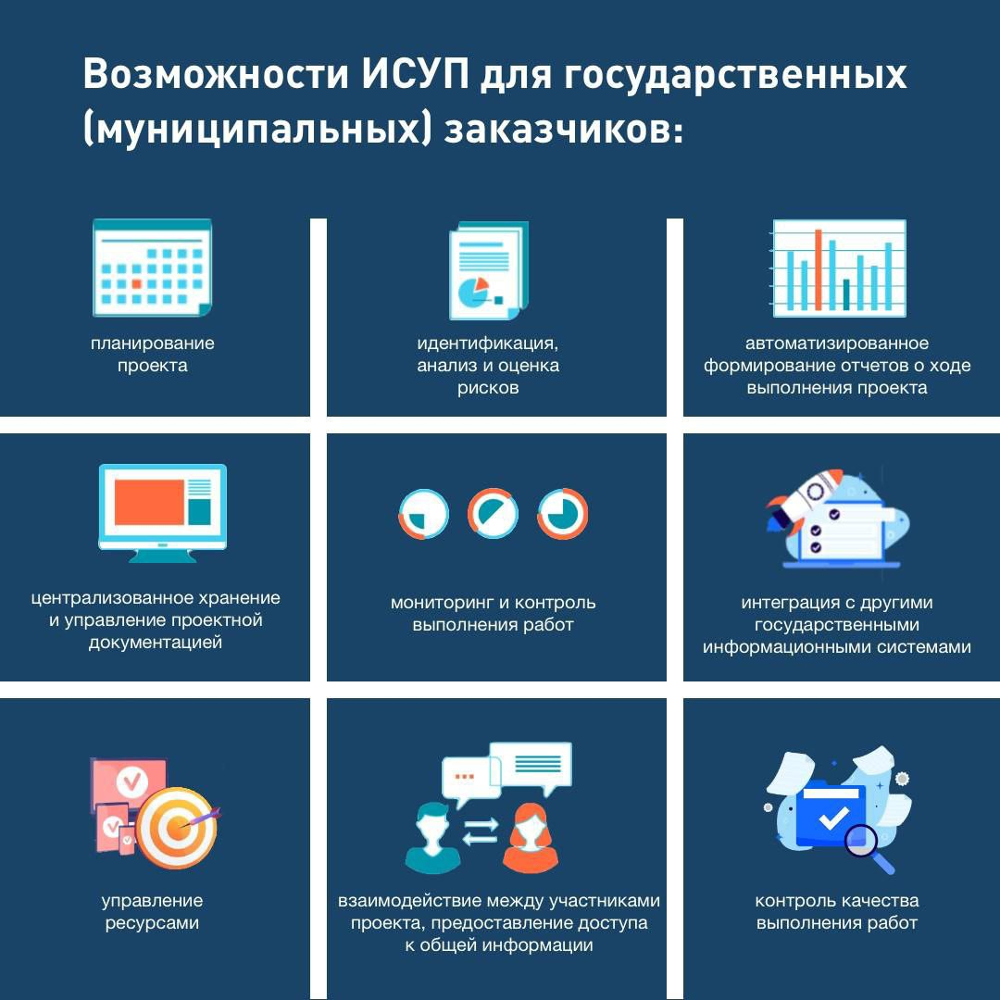 Возможности ИСУП для государственных
(муниципальных) заказчиков:
планирование
проекта
идентификация,
анализ и оценка
рисков
автоматизированное
формирование отчетов о ходе
выполнения проекта
централизованное хранение
и управление проектной
документацией
мониторинг и контроль
выполнения работ
интеграция с другими
государственными
информационными системами
управление
ресурсами
взаимодействие между участниками
проекта, предоставление доступа
к общей информации
контроль качества
выполнения работ